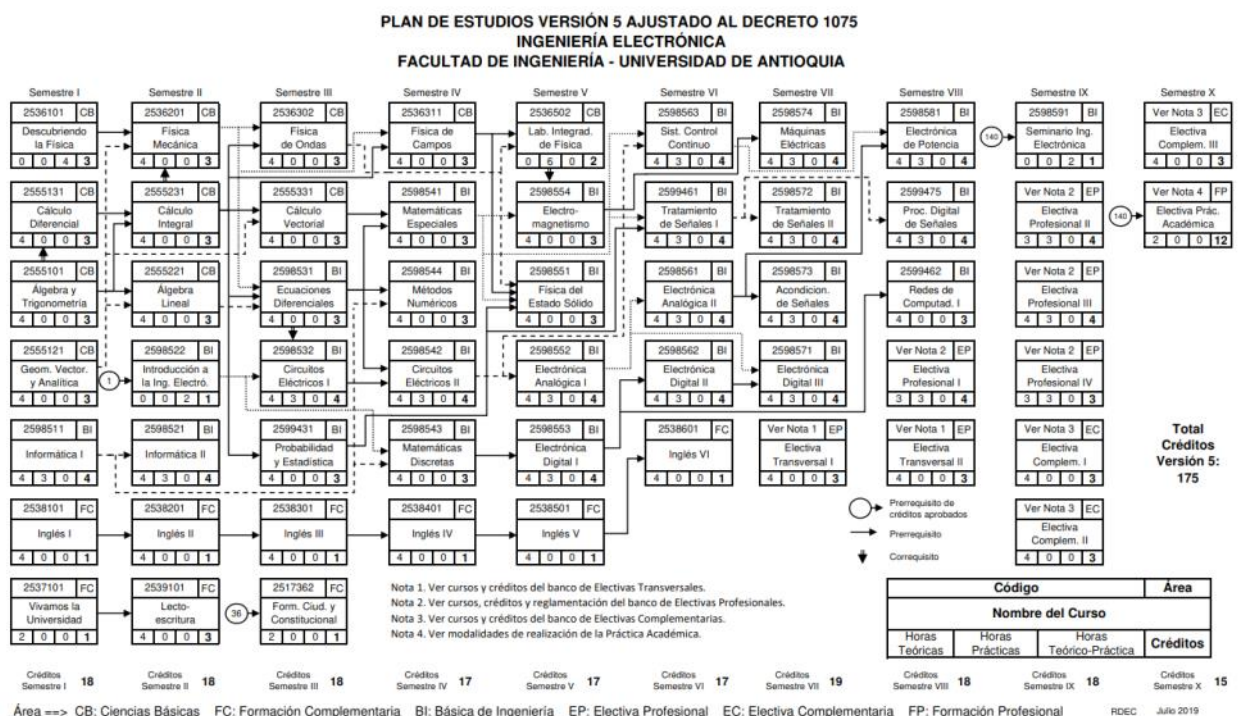 PLAN DE ESTUDIOS VERSIÓN 5 AJUSTADO AL DECRETO 1075
INGENIERÍA ELECTRÓNICA
FACULTAD DE INGENIERÍA - UNIVERSIDAD DE ANTIOQUIA
Semestre I
2536101 CB
Descubriendo
la Física
0 0 4 3
2555131 CB
Cálculo
Diferencial
4 0 0 3
2555101 CB
Álgebra y
Trigonometría
4 0 0 3
2555121 CB
Geom. Vector.
y Analítica
4 0 0 3
2598511 BI
Informática I
4 3 0 4
2538101 FC
Inglés I
4 0 0 1
2537101 FC
Vivamos la
Universidad
2 0 0 1
Créditos
Semestre I 18
Semestre II
2536201 CB
Física
Mecánica
4 0 0 3
2555231 CB
Cálculo
Integral
4 0 0 3
2555221 CB
Álgebra
Lineal
4 0 0 3
1
2598522 BI
Introducción a
la Ing. Electró.
0 0 2 1
2598521 BI
Informática II
4 3 0 4
2538201 FC
Inglés II
4 0 0 1
2539101 FC
Lecto-
escritura
4 0 0 3
Créditos
Semestre II 18
Semestre III
2536302 CB
Física
de Ondas
4 0 0 3
2555331 CB
Cálculo
Vectorial
4 0 0 3
2598531 BI
Ecuaciones
Diferenciales
4 0 0 3
2598532 BI
Circuitos
Eléctricos I
4 3 0 4
2599431 BI
Probabilidad
y Estadística
4 0 0 3
2538301 FC
Inglés III
4 0 0 1
36
2517362 FC
Form. Ciud. y
Constitucional
2 0 0 1
Créditos
Semestre III 18
Semestre IV
2536311 CB
Física de
Campos
4 0 0 3
2598541 BI
Matemáticas
Especiales
4 0 0 3
2598544 BI
Métodos
Numéricos
4 0 0 3
2598542 BI
Circuitos
Eléctricos II
4 3 0 4
2598543 BI
Matemáticas
Discretas
4 0 0 3
2538401 FC
Inglés IV
4 0 0 1
Créditos
Semestre IV 17
Semestre V
2536502 CB
Lab. Integrad.
de Física
0 6 0 2
2598554 BI
Electro-
magnetismo
4 0 0 3
2598551 BI
Física del
Estado Sólido
4 0 0 3
2598552 BI
Electrónica
Analógica I
4 3 0 4
2598553 BI
Electrónica
Digital I
4 3 0 4
2538501 FC
Inglés V
4 0 0 1
Créditos
Semestre V 17
Semestre VI
2598563 BI
Sist. Control
Continuo
4 3 0 4
2599461 BI
Tratamiento
de Señales I
4 3 0 4
2598561 BI
Electrónica
Analógica II
4 3 0 4
2598562 BI
Electrónica
Digital II
4 3 0 4
2538601 FC
Inglés VI
4 0 0 1
Créditos
Semestre VI 17
Semestre VII
2598574 BI
Máquinas
Eléctricas
4 3 0 4
2598572 BI
Tratamiento
de Señales II
4 3 0 4
2598573 BI
Acondicion.
de Señales
4 3 0 4
2598571 BI
Electrónica
Digital III
4 3 0 4
Ver Nota 1 EP
Electiva
Transversal I
4 0 0 3
Créditos
Semestre VII 19
Semestre VIII
2598581 BI
Electrónica
de Potencia
4 3 0 4
2599475 BI
Proc. Digital
de Señales
4 3 0 4
2599462 BI
Redes de
Computad. I
4 0 0 3
Ver Nota 2 EP
Electiva
Profesional I
3 3 0 4
Ver Nota 1 EP
Electiva
Transversal II
4 0 0 3
Créditos
Semestre VIII 18
Semestre IX
140
2598591 BI
Seminario Ing.
Electrónica
0 0 2 1
Ver Nota 2 EP
Electiva
Profesional II
3 3 0 4
Ver Nota 2 EP
Electiva
Profesional III
4 3 0 4
Ver Nota 2 EP
Electiva
Profesional IV
3 3 0 3
Ver Nota 3 EC
Electiva
Complem. I
4 0 0 3
Ver Nota 3 EC
Electiva
Complem. II
4 0 0 3
Créditos
Semestre IX 18
Semestre X
Ver Nota 3 EC
Electiva
Complem. III
4 0 0 3
140
Ver Nota 4 FP
Electiva Prác.
Académica
2 0 0 12
Créditos
Semestre X 15
Total
Créditos
Versión 5:
175
Prerrequisito de
créditos aprobados
Prerrequisito
Correquisito
Nota 1. Ver cursos y créditos del banco de Electivas Transversales.
Nota 2. Ver cursos, créditos y reglamentación del banco de Electivas Profesionales.
Nota 3. Ver cursos y créditos del banco de Electivas Complementarias.
Nota 4. Ver modalidades de realización de la Práctica Académica.
Código Área
Nombre del Curso
Horas Teóricas Horas Prácticas Horas Teórico-Práctica Créditos
Área ==> CB: Ciencias Básicas FC: Formación Complementaria BI: Básica de Ingeniería EP: Electiva Profesional EC: Electiva Complementaria FP: Formación Profesional
RDEC Julio 2019